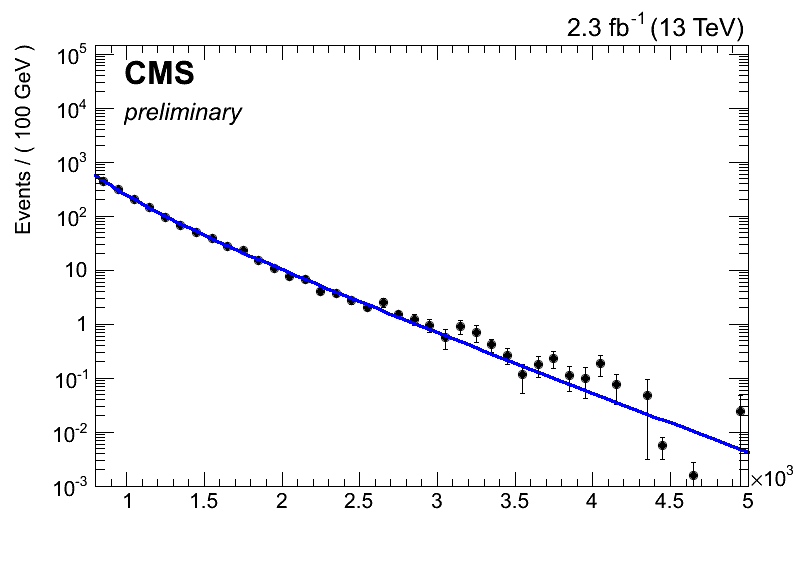 2.3 fb⁻¹ (13 TeV)
CMS
preliminary
Events / ( 100 GeV )
10⁵
10⁴
10³
10²
10
1
10⁻¹
10⁻²
10⁻³
1 1.5 2 2.5 3 3.5 4 4.5 5
×10³